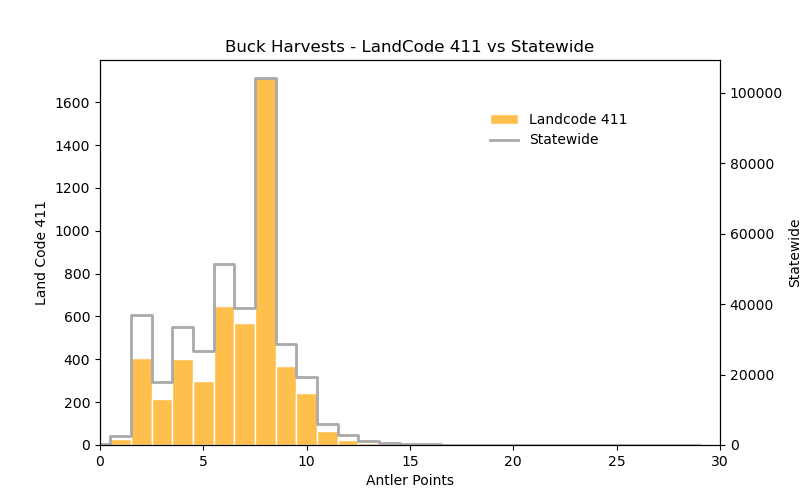 Buck Harvests - LandCode 411 vs Statewide
Land Code 411
1600
1400
1200
1000
800
600
400
200
0
Landcode 411
Statewide
100000
80000
60000
40000
20000
0
Statewide
0 5 10 15 20 25 30
Antler Points